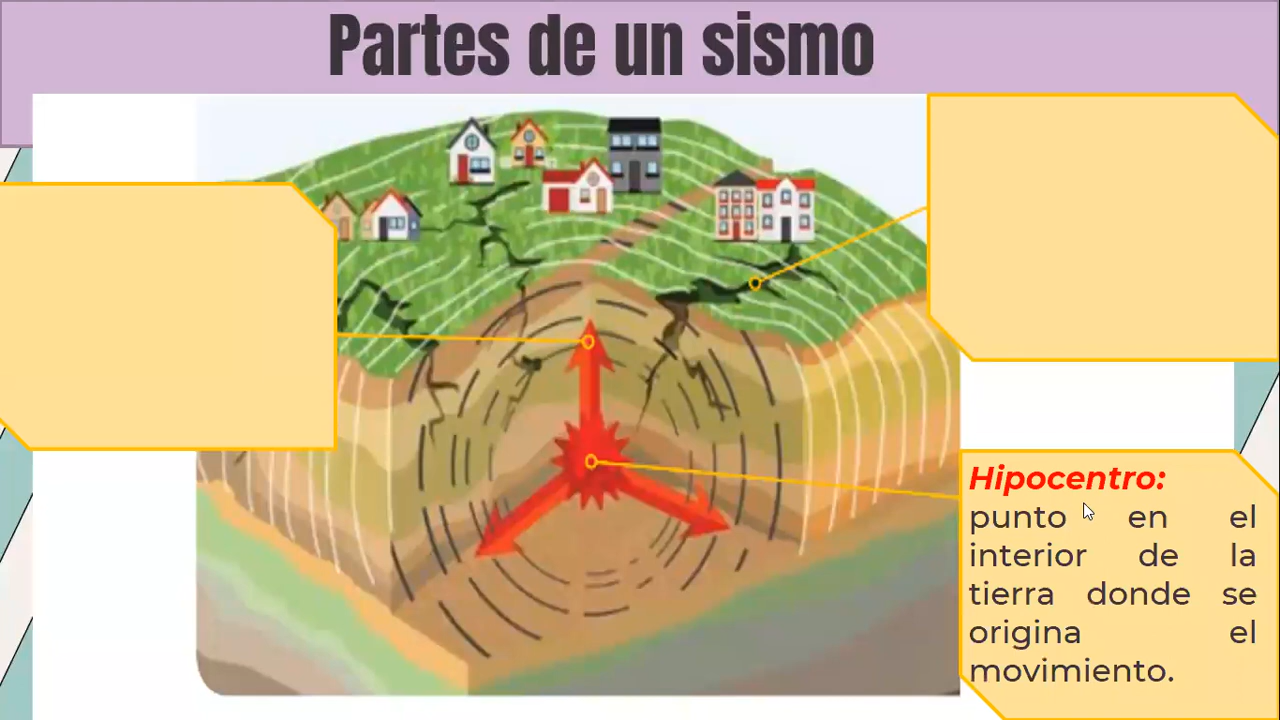 Partes de un sismo
Hipocentro:
punto en el
interior de la
tierra donde se
origina el
movimiento.